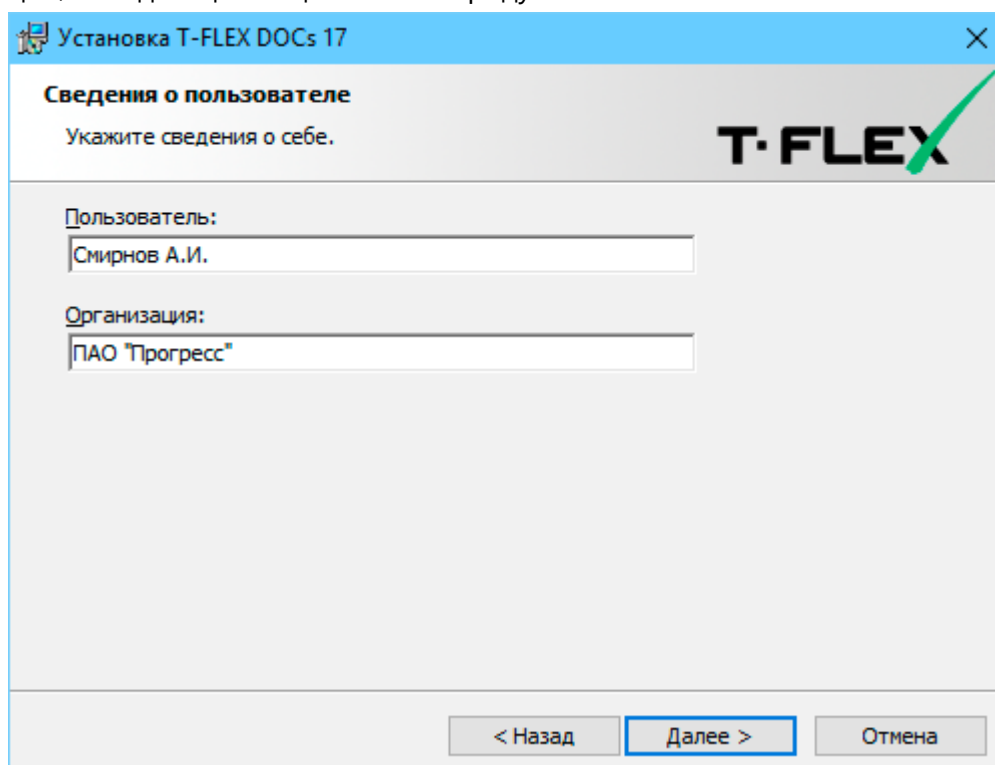 Установка T-FLEX DOCs 17
Сведения о пользователе
Укажите сведения о себе.
T·FLEX
Пользователь:
Смирнов А.И.
Организация:
ПАО "Прогресс"
< Назад
Далее >
Отмена